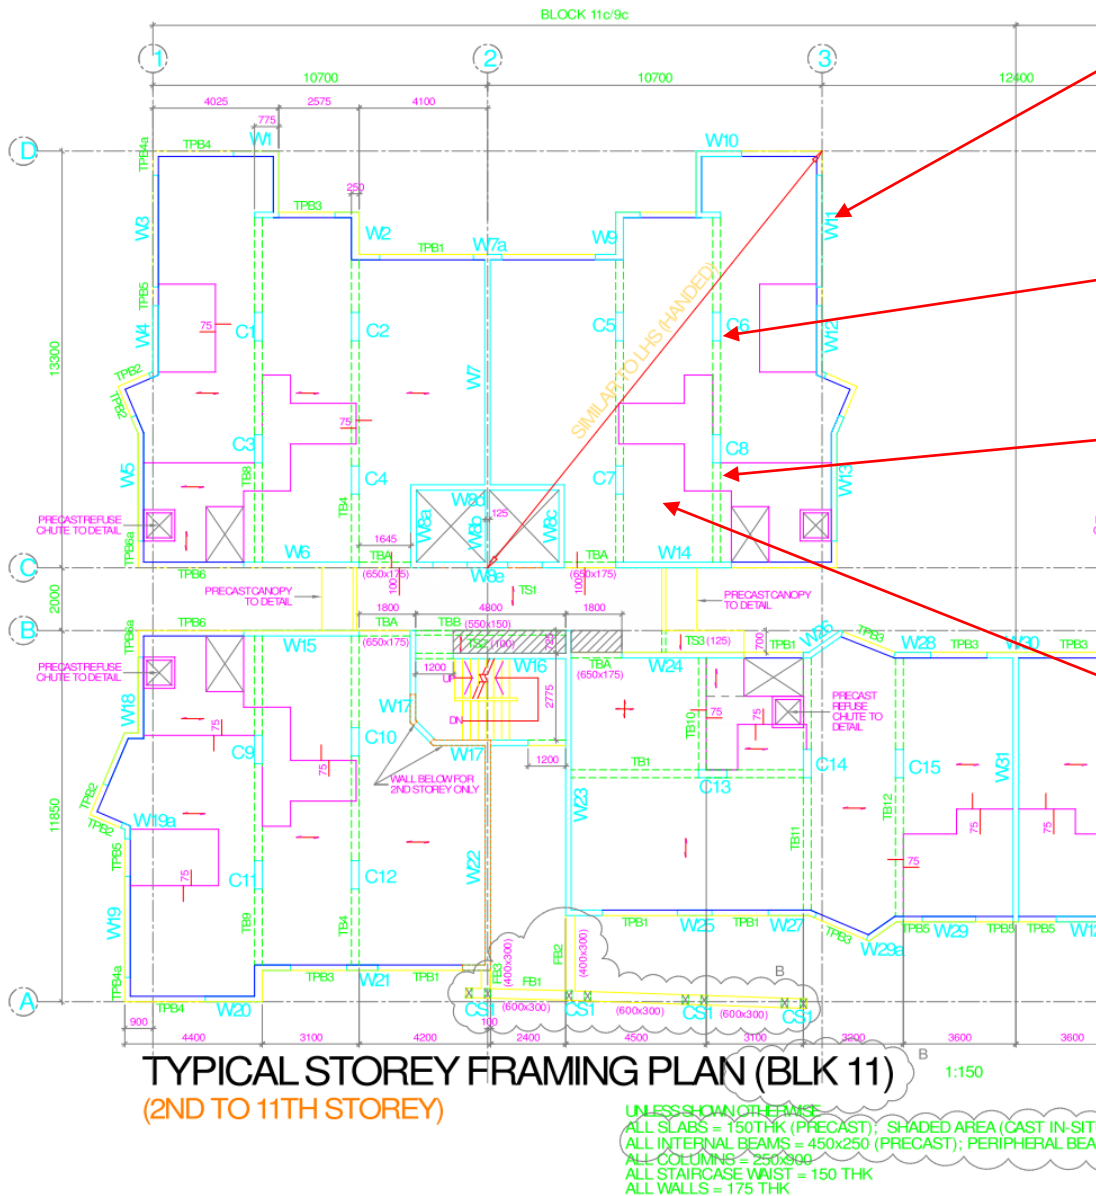 BLOCK 11c/9c
1 2 3
10700 10700 12400
4025 2575 4100
775
D
TPB4a TPB4 W1 W10
250
TPB3
W3 W2 TPB1 W7a W9 W11
TPB5
W4 75 C1 C2 W7 C5 C6 W12
SIMILAR TO LHS (HANDED)
13300
TPB2
TPB2
75
W5 C3 C4 C7 C8 W13
TB8 TB4
W8d
W8a W8b 125 W8c
PRECAST REFUSE
CHUTE TO DETAIL
1645
TPB6a W6 TBA TBA W14
C
TPB6 (650x175) 100 W8e 100 (650x175)
2000
PRECAST CANOPY
TO DETAIL
TS1
PRECAST CANOPY
TO DETAIL
1800 4800 1800
B
TPB6a TPB6 W15 TBA TBB (550x150)
(650x175) TS2 (100) 725 TS3 (125) 700 TPB1 W26 TPB3 W28 TPB3 W30 TPB3
PRECAST REFUSE
CHUTE TO DETAIL
1200 W16 TBA W24
(650x175)
UP
2775
W18 75 W17 DN TB10 75 75
PRECAST
REFUSE
CHUTE TO
DETAIL
C9 C10 W17
75 1200 TB1 C13 C14 C15 W31
TPB2
TPB2
WALL BELOW FOR
2ND STOREY ONLY
11850
W19a W23 TB11 TB12 75 75
TPB5 75 W22 75
C11 C12
W19 TB9 TB4
TPB4a
TPB1 W25 TPB1 W27 TPB3 W29a TPB5 W29 TPB5 TPB5
TPB3 W21 TPB1
FB3 (400x300) FB2 (400x300)
FB1
B
A
TPB4 W20 CS1 (600x300) CS1 (600x300) CS1 (600x300) CS1
900 100
4400 3100 4200 2400 4500 3100 3200 3600 3600
TYPICAL STOREY FRAMING PLAN (BLK 11)
B
1:150
(2ND TO 11TH STOREY)
UNLESS SHOWN OTHERWISE
ALL SLABS = 150THK (PRECAST); SHADED AREA (CAST IN-SIT
ALL INTERNAL BEAMS = 450x250 (PRECAST); PERIPHERAL BEA
ALL COLUMNS = 250x900
ALL STAIRCASE WAIST = 150 THK
ALL WALLS = 175 THK